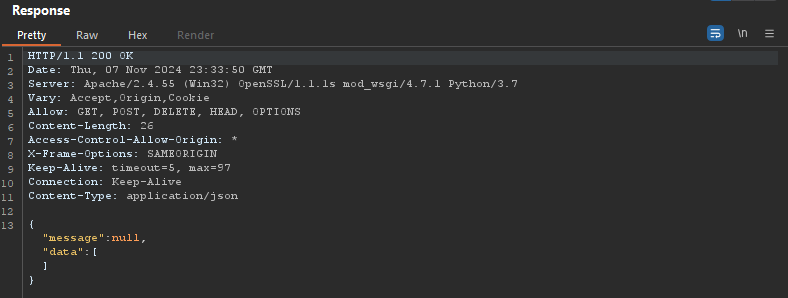 Response
Pretty Raw Hex Render \n
1 HTTP/1.1 200 OK
2 Date: Thu, 07 Nov 2024 23:33:50 GMT
3 Server: Apache/2.4.55 (Win32) OpenSSL/1.1.1s mod_wsgi/4.7.1 Python/3.7
4 Vary: Accept,Origin,Cookie
5 Allow: GET, POST, DELETE, HEAD, OPTIONS
6 Content-Length: 26
7 Access-Control-Allow-Origin: *
8 X-Frame-Options: SAMEORIGIN
9 Keep-Alive: timeout=5, max=97
10 Connection: Keep-Alive
11 Content-Type: application/json
12
13 {
"message":null,
"data":[
]
}